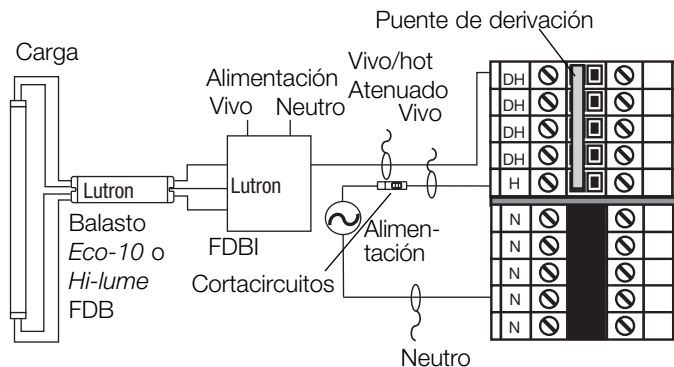 Puente de derivación
Carga
Alimentación
Vivo Neutro
Vivo/hot
Atenuado
Vivo
DH
DH
DH
DH
H
N
N
N
N
N
Lutron
Lutron
Balasto
Eco-10 o
Hi-lume
FDB
FDBI
Alimen-
tación
Cortacircuitos
Neutro